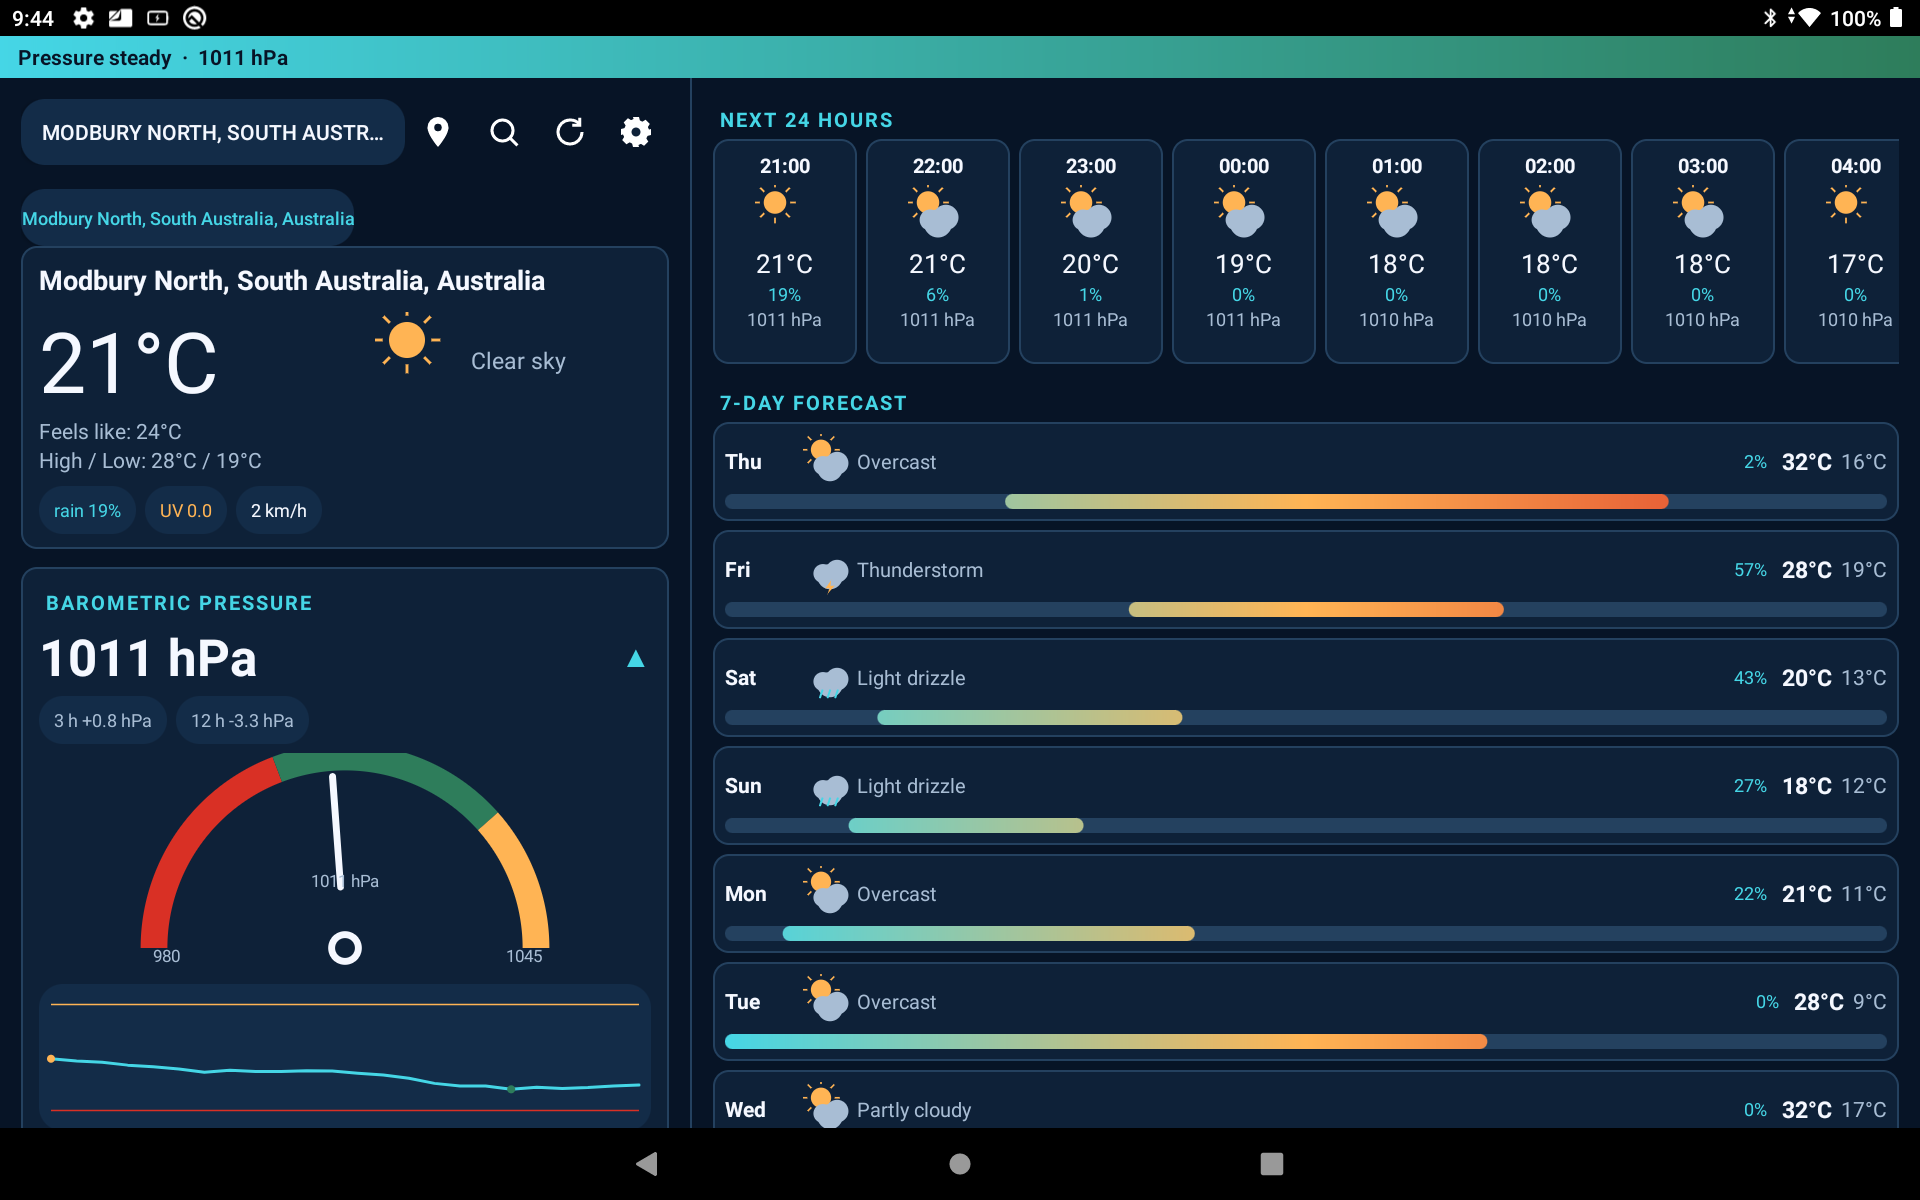 9:44
100%
Pressure steady · 1011 hPa
MODBURY NORTH, SOUTH AUSTR...
Modbury North, South Australia, Australia
Modbury North, South Australia, Australia
21°C
Clear sky
Feels like: 24°C
High / Low: 28°C / 19°C
rain 19%
UV 0.0
2 km/h
BAROMETRIC PRESSURE
1011 hPa
3 h +0.8 hPa
12 h -3.3 hPa
1011 hPa
980
1045
NEXT 24 HOURS
21:00 22:00 23:00 00:00 01:00 02:00 03:00 04:00
21°C 21°C 20°C 19°C 18°C 18°C 18°C 17°C
19% 6% 1% 0% 0% 0% 0% 0%
1011 hPa 1011 hPa 1011 hPa 1011 hPa 1010 hPa 1010 hPa 1010 hPa 1010 hPa
7-DAY FORECAST
Thu Overcast 2% 32°C 16°C
Fri Thunderstorm 57% 28°C 19°C
Sat Light drizzle 43% 20°C 13°C
Sun Light drizzle 27% 18°C 12°C
Mon Overcast 22% 21°C 11°C
Tue Overcast 0% 28°C 9°C
Wed Partly cloudy 0% 32°C 17°C